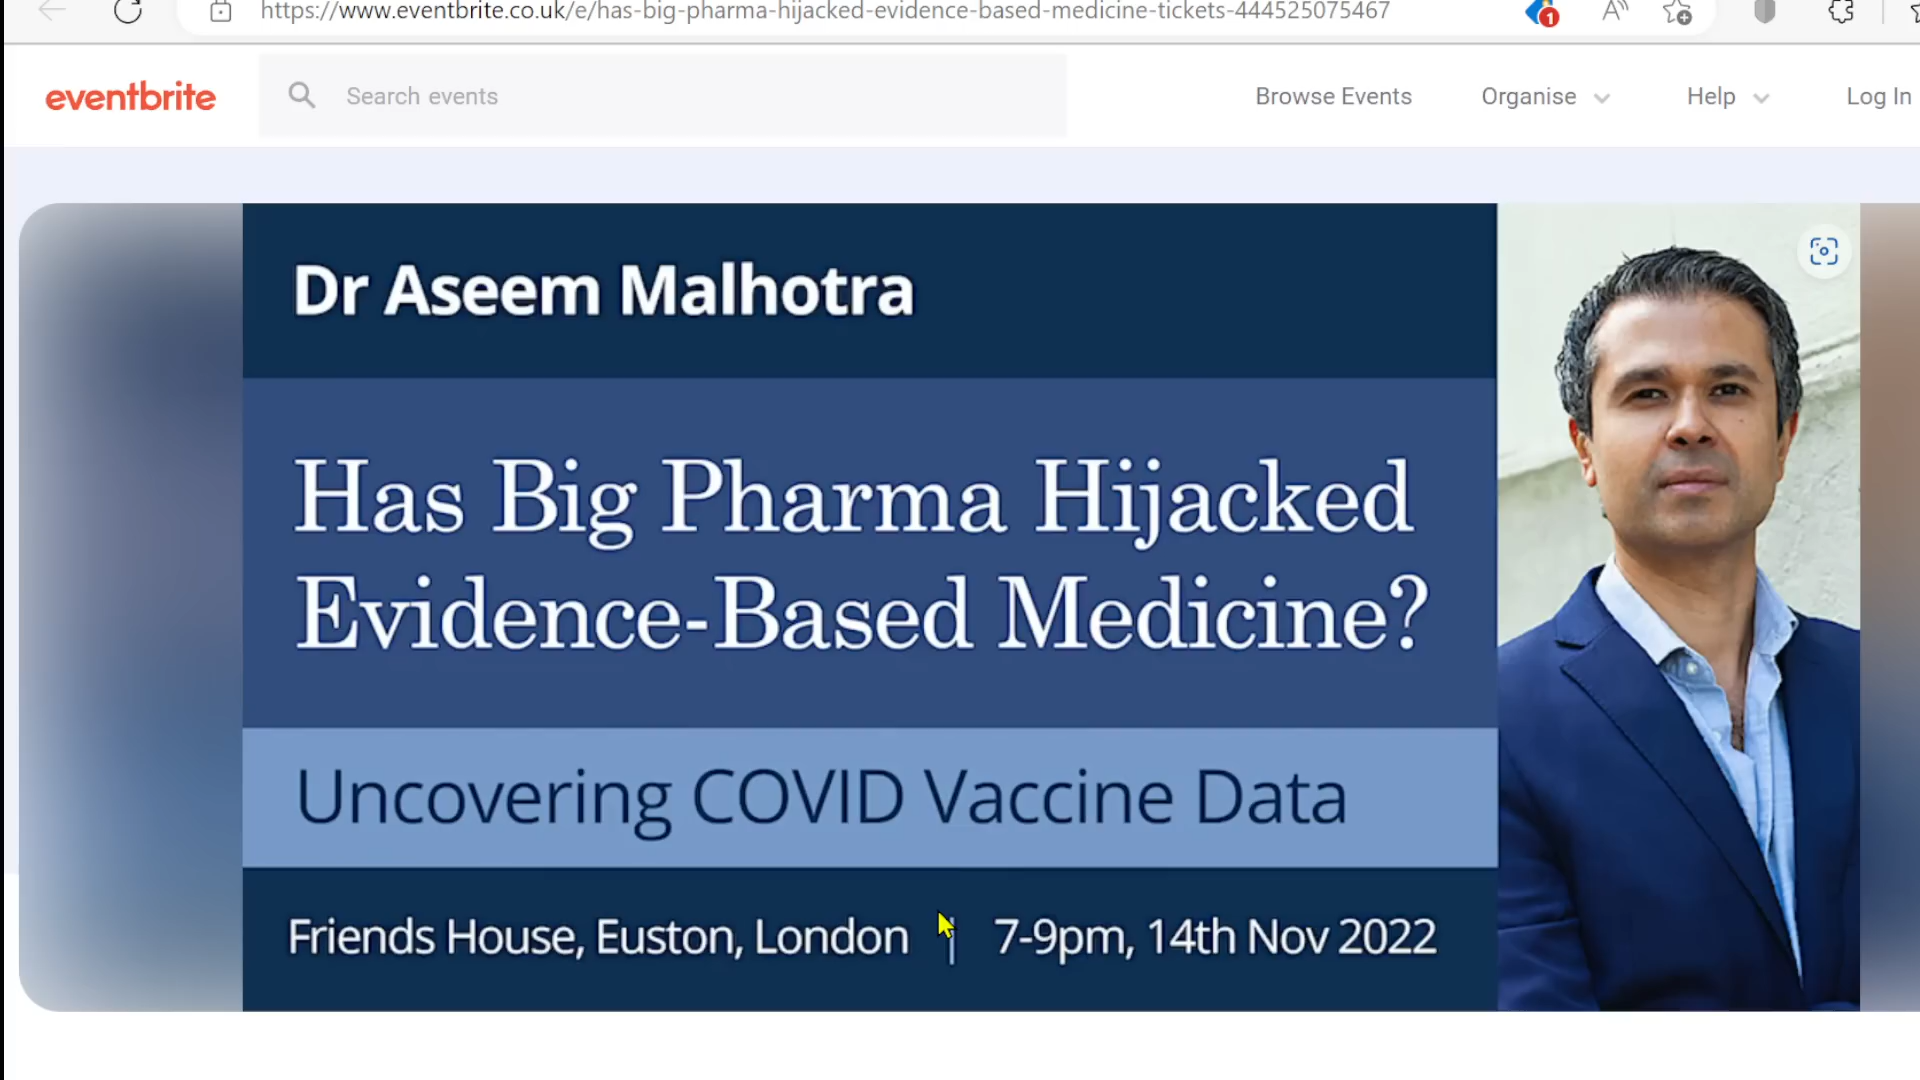 https://www.eventbrite.co.uk/e/has-big-pharma-hijacked-evidence-based-medicine-tickets-444525075467
1
eventbrite
Search events
Browse Events
Organise
Help
Log In
Dr Aseem Malhotra
Has Big Pharma Hijacked
Evidence-Based Medicine?
Uncovering COVID Vaccine Data
Friends House, Euston, London | 7-9pm, 14th Nov 2022